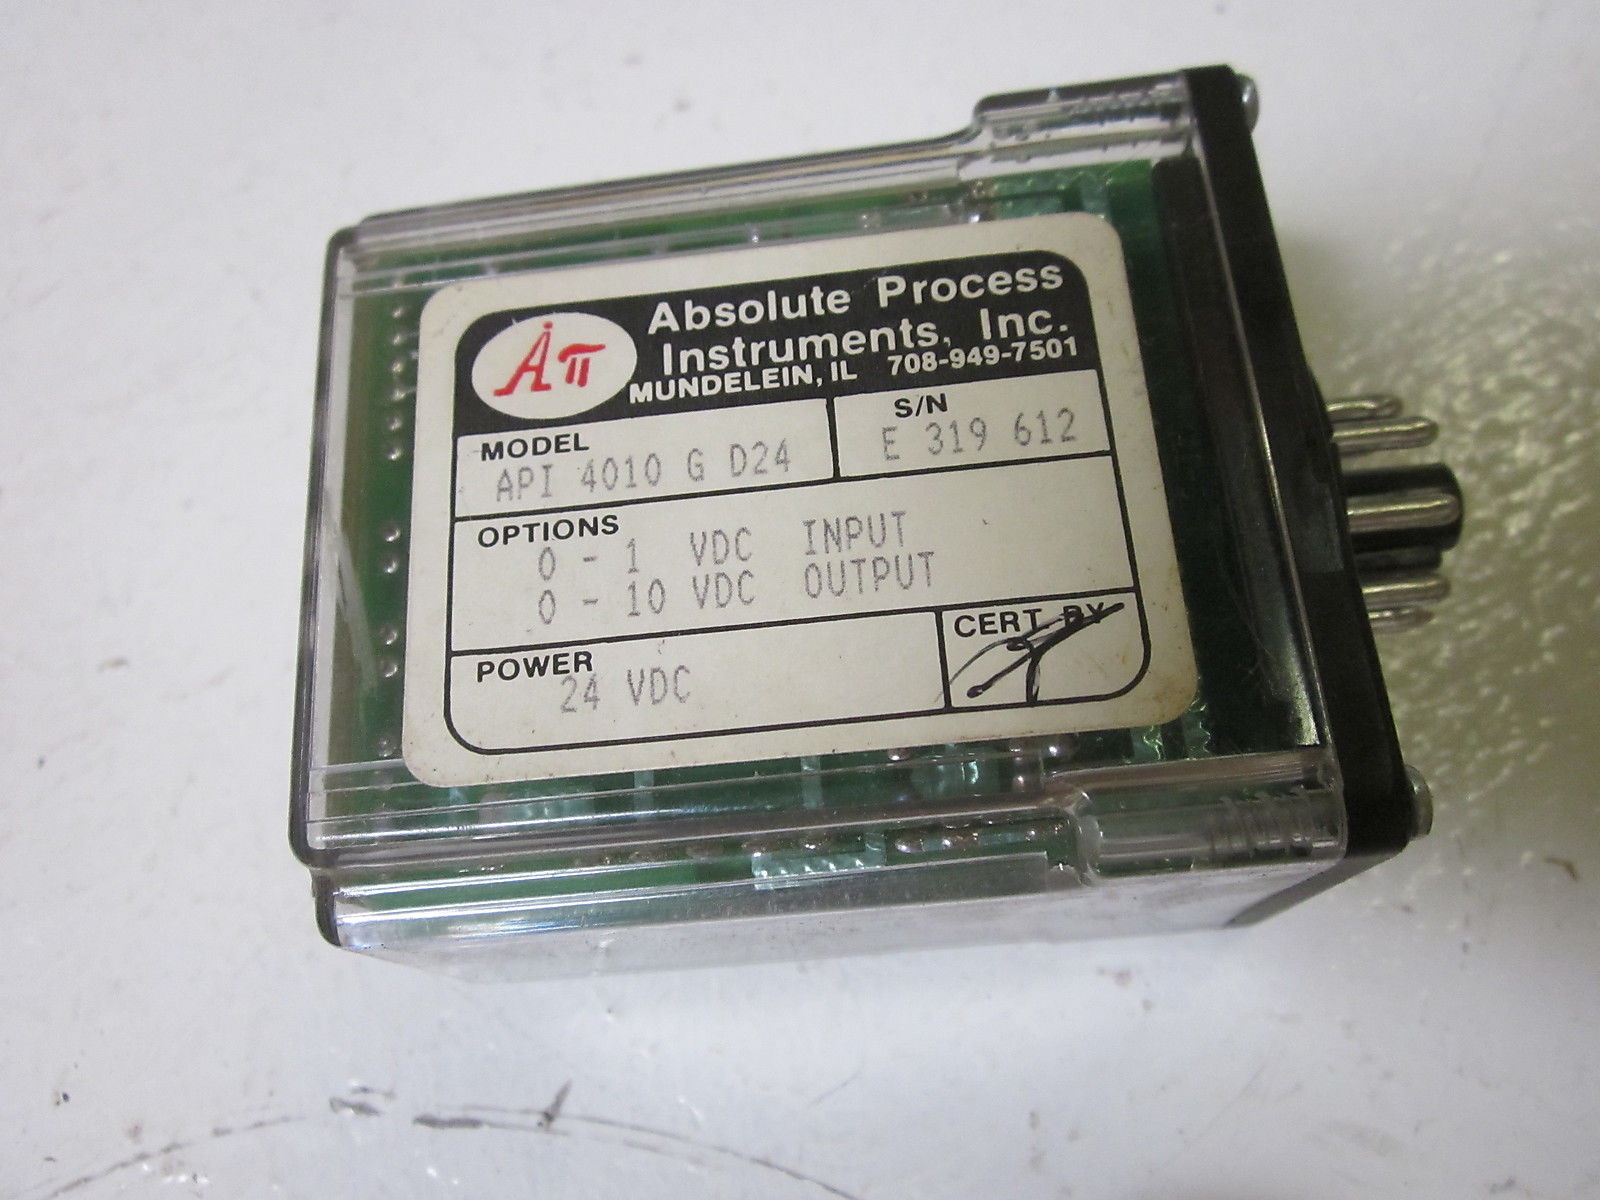 Aπ
Absolute Process
Instruments, Inc.
MUNDELEIN, IL 708-949-7501
MODEL
API 4010 G D24
S/N
E 319 612
OPTIONS
0 - 1 VDC INPUT
0 - 10 VDC OUTPUT
POWER
24 VDC
CERT BY